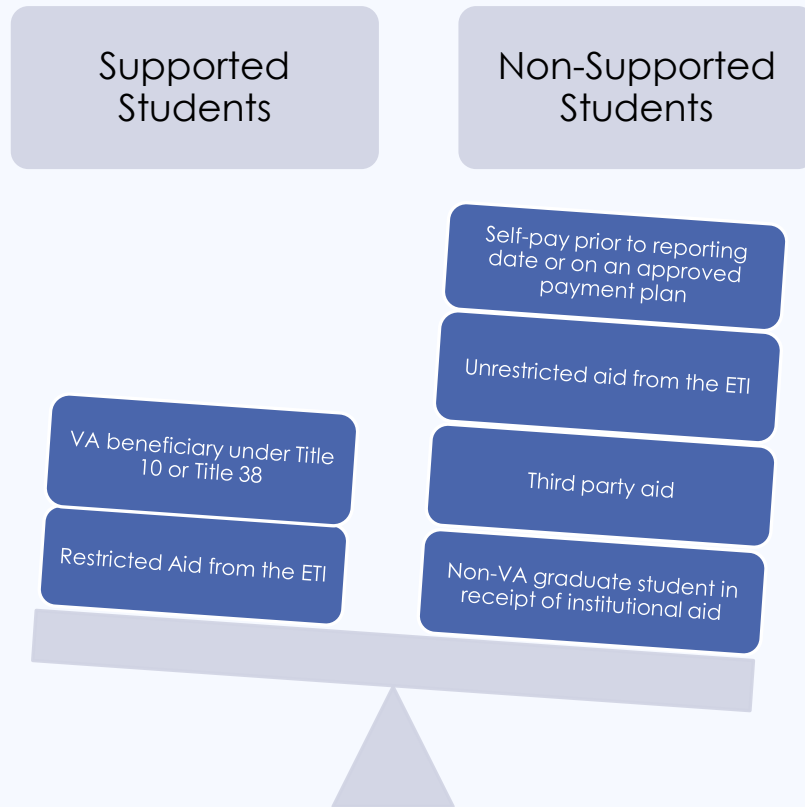 Supported
Students
Non-Supported
Students
Self-pay prior to reporting
date or on an approved
payment plan
Unrestricted aid from the ETI
Third party aid
Non-VA graduate student in
receipt of institutional aid
VA beneficiary under Title
10 or Title 38
Restricted Aid from the ETI